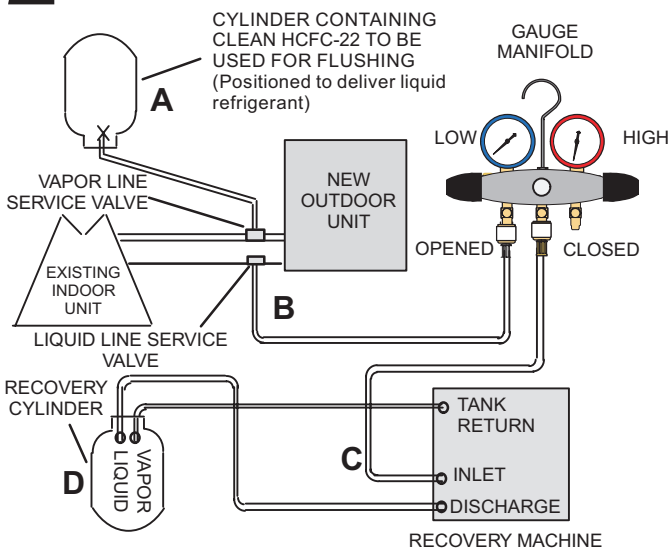 CYLINDER CONTAINING
CLEAN HCFC-22 TO BE
USED FOR FLUSHING
(Positioned to deliver liquid
refrigerant)
A
GAUGE
MANIFOLD
LOW
HIGH
VAPOR LINE
SERVICE VALVE
NEW
OUTDOOR
UNIT
EXISTING
INDOOR
UNIT
OPENED
CLOSED
B
LIQUID LINE SERVICE
VALVE
RECOVERY
CYLINDER
TANK
RETURN
C
D
LIQUID
VAPOR
INLET
DISCHARGE
RECOVERY MACHINE